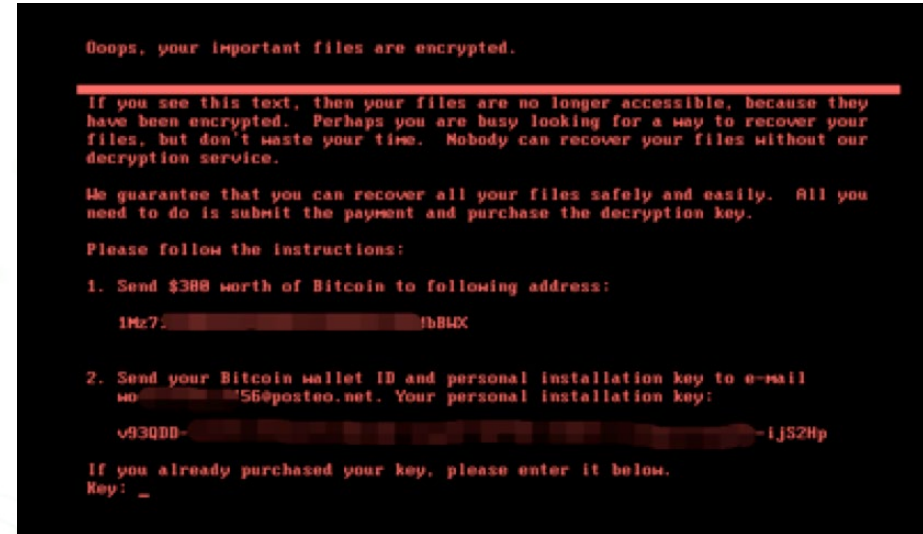 Ooops, your important files are encrypted.
If you see this text, then your files are no longer accessible, because they
have been encrypted.  Perhaps you are busy looking for a way to recover your
files, but don't waste your time.  Nobody can recover your files without our
decryption service.
We guarantee that you can recover all your files safely and easily.  All you
need to do is submit the payment and purchase the decryption key.
Please follow the instructions:
1. Send $300 worth of Bitcoin to following address:
1Mz7
bBWX
2. Send your Bitcoin wallet ID and personal installation key to e-mail
wo 56@posteo.net. Your personal installation key:
v93QDD- -ijS2Hp
If you already purchased your key, please enter it below.
Key: _